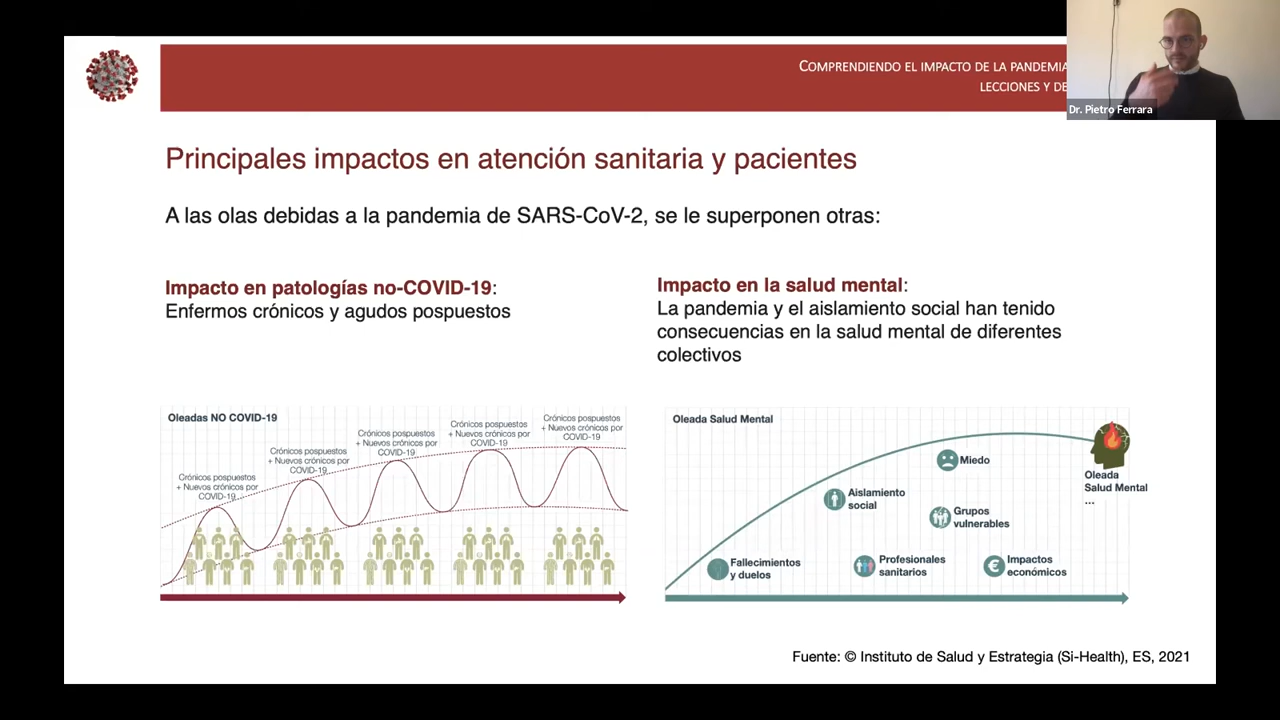 COMPRENDIENDO EL IMPACTO DE LA PANDEMIA
LECCIONES Y DE
Dr. Pietro Ferrara
Principales impactos en atención sanitaria y pacientes
A las olas debidas a la pandemia de SARS-CoV-2, se le superponen otras:
Impacto en patologías no-COVID-19:
Enfermos crónicos y agudos pospuestos
Impacto en la salud mental:
La pandemia y el aislamiento social han tenido
consecuencias en la salud mental de diferentes
colectivos
Oleadas NO COVID-19
Crónicos pospuestos
+ Nuevos crónicos por
COVID-19
Crónicos pospuestos
+ Nuevos crónicos por
COVID-19
Crónicos pospuestos
+ Nuevos crónicos por
COVID-19
Crónicos pospuestos
+ Nuevos crónicos por
COVID-19
Crónicos pospuestos
+ Nuevos crónicos por
COVID-19
Oleada Salud Mental
Miedo
Aislamiento
social
Grupos
vulnerables
Fallecimientos
y duelos
Profesionales
sanitarios
Impactos
económicos
Oleada
Salud Mental
...
Fuente: © Instituto de Salud y Estrategia (Si-Health), ES, 2021